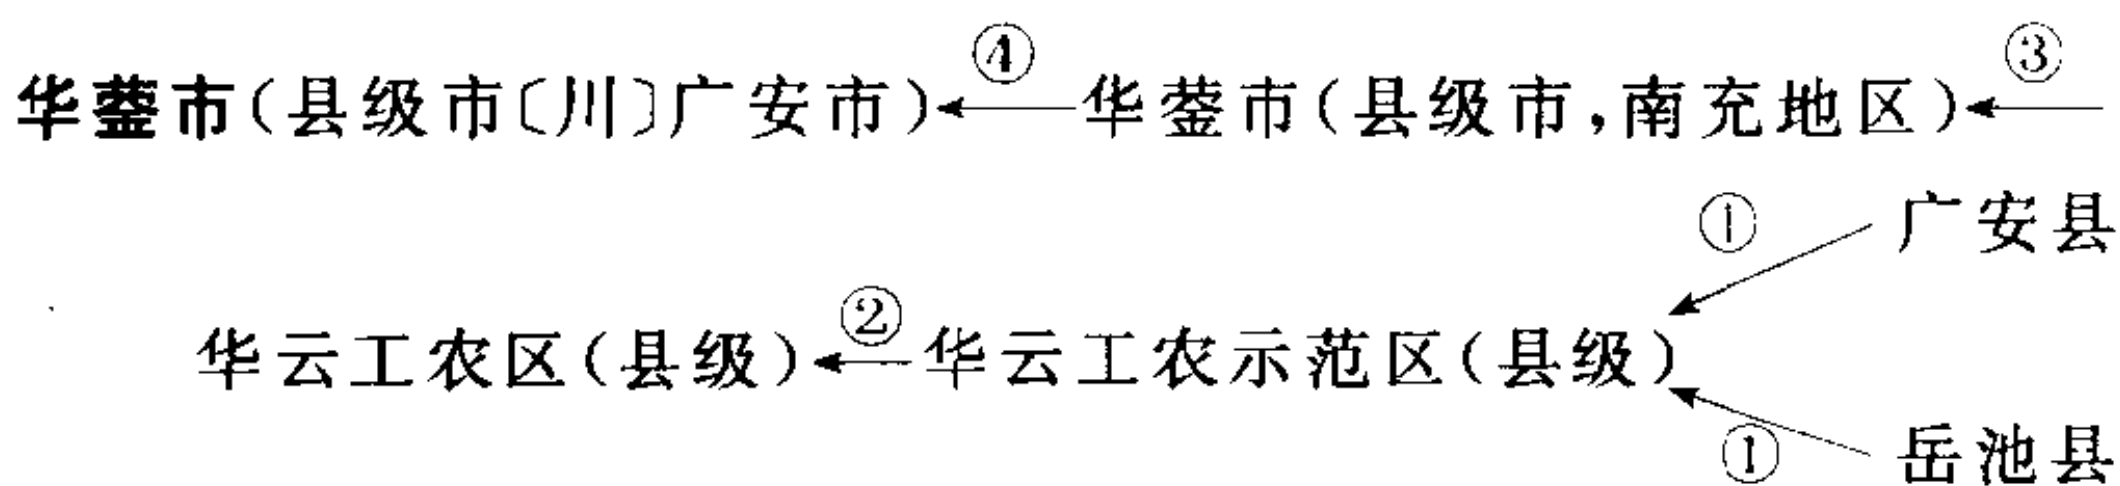 华蓥市(县级市〔川〕广安市)④华蓥市(县级市,南充地区)③
①广安县
华云工农区(县级)②华云工农示范区(县级)
①岳池县